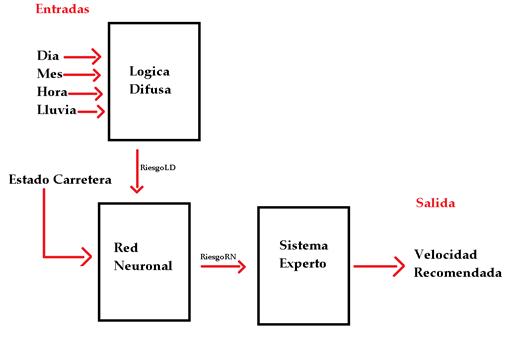 Entradas
Dia
Mes
Hora
Lluvia
Logica
Difusa
RiesgoLD
Estado Carretera
Red
Neuronal
RiesgoRN
Sistema
Experto
Salida
Velocidad
Recomendada